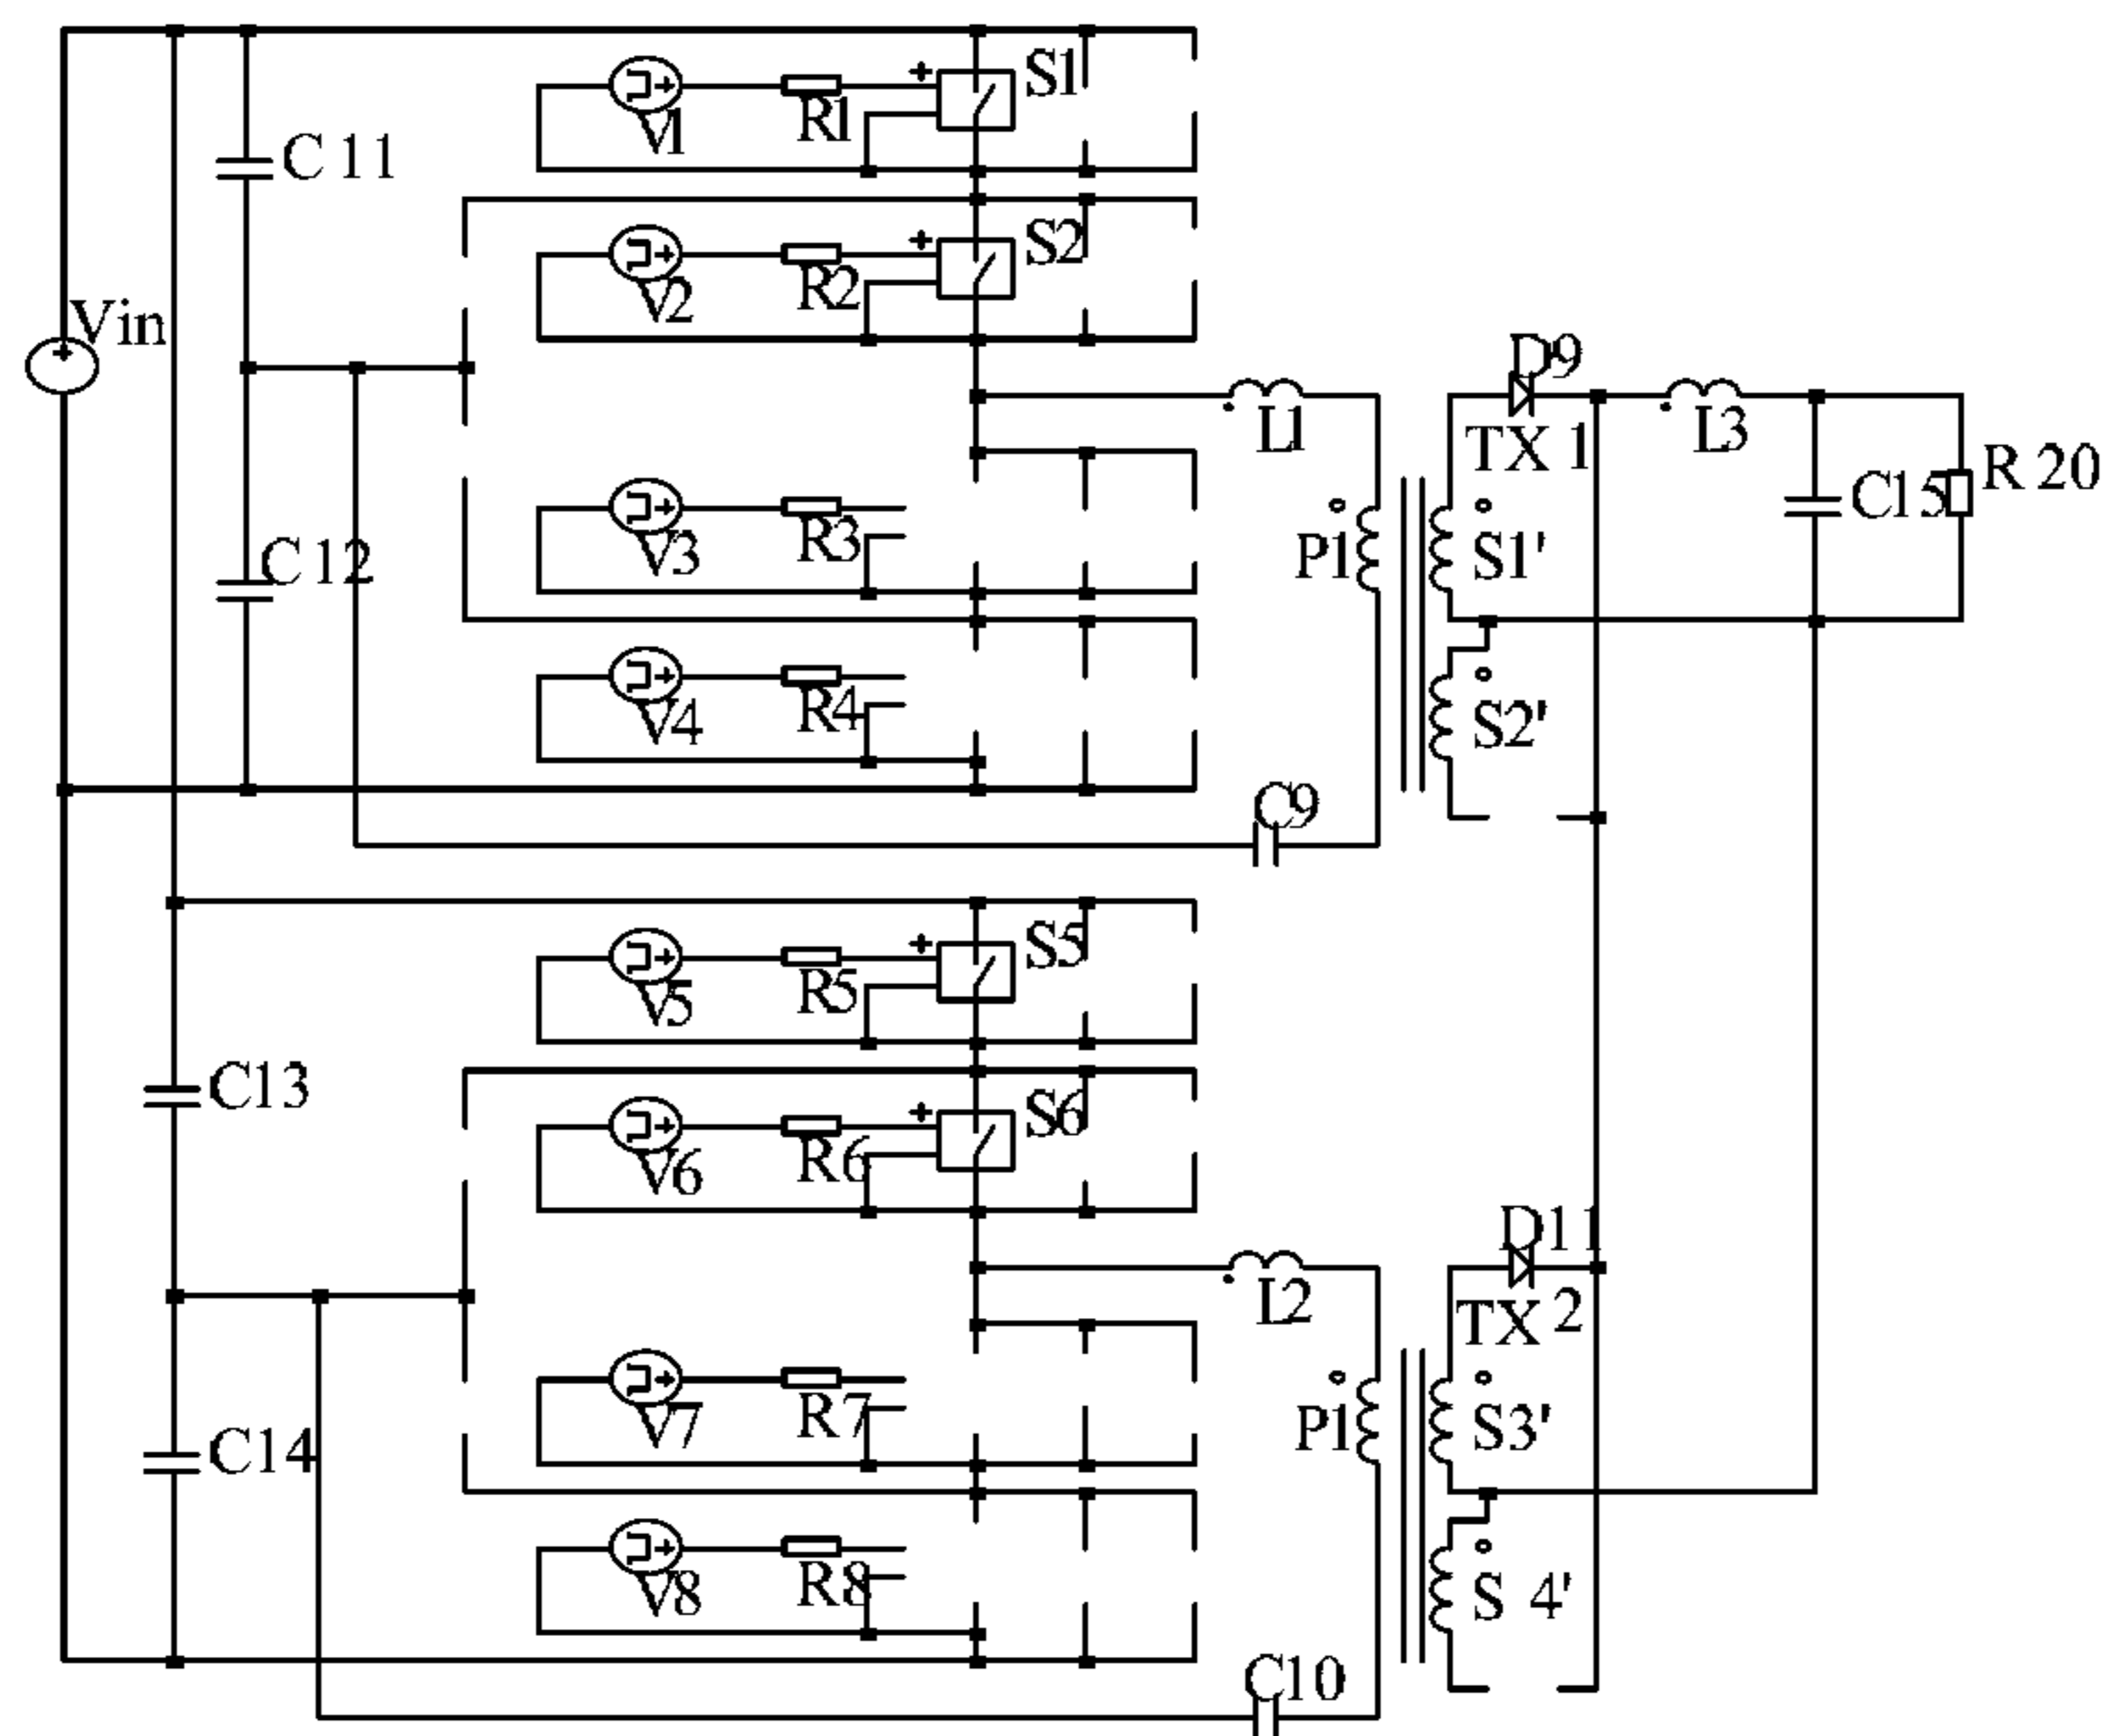 S1
V1
R1
C 11
S2
V2
R2
Vin
D9
L1
L3
TX 1
R 20
C15
V3
R3
P1
S1'
C 12
V4
R4
S2'
C9
S5
V5
R5
C13
S6
V6
R6
D11
L2
TX 2
V7
R7
P1
S3'
C14
V8
R8
S 4'
C10